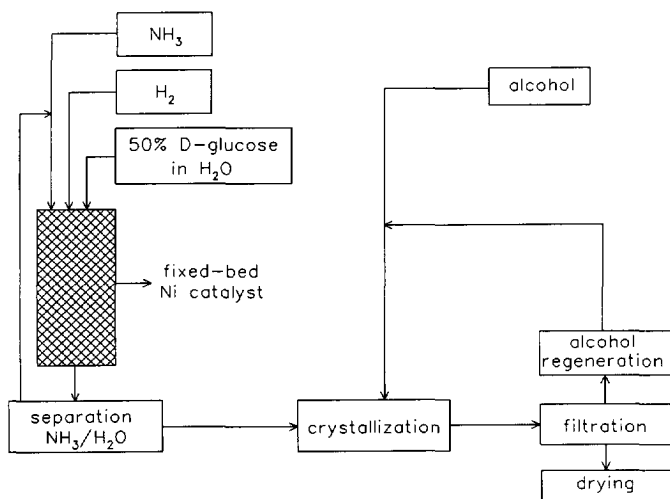 NH₃
H₂
50% D-glucose
in H₂O
alcohol
fixed-bed
Ni catalyst
alcohol
regeneration
separation
NH₃/H₂O
crystallization
filtration
drying